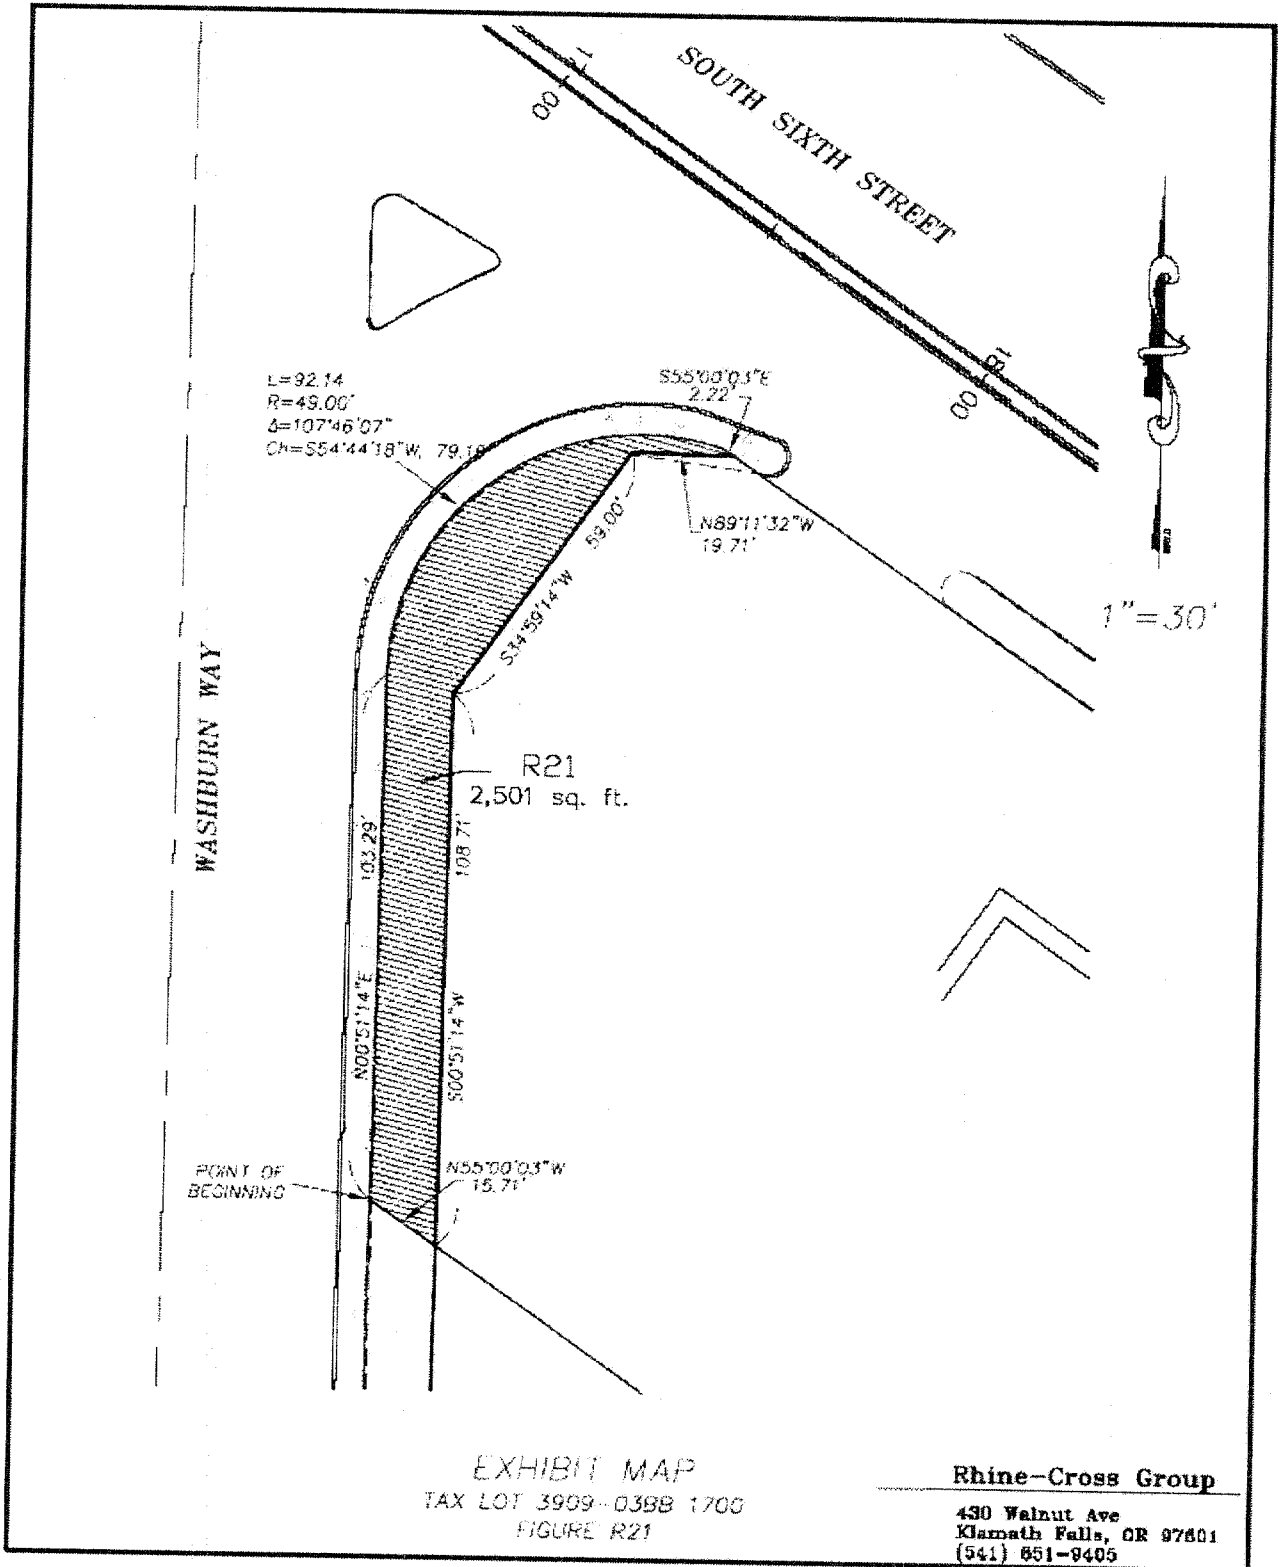 SOUTH SIXTH STREET
17
00
18
00
L=92.14
R=49.00'
Δ=107°46'07"
Ch=S54°44'18"W, 79.16
S55°00'03"E
2.22'
N89°11'32"W
19.71'
59.00'
S34°59'14"W
1"=30'
WASHBURN WAY
R21
2,501 sq. ft.
103.29'
108.71'
N00°51'14"E
S00°51'14"W
POINT OF
BEGINNING
N55°00'03"W
15.71'
EXHIBIT MAP
TAX LOT 3909-03BB 1700
FIGURE R21
Rhine-Cross Group
430 Walnut Ave
Klamath Falls, OR 97601
(541) 851-9405